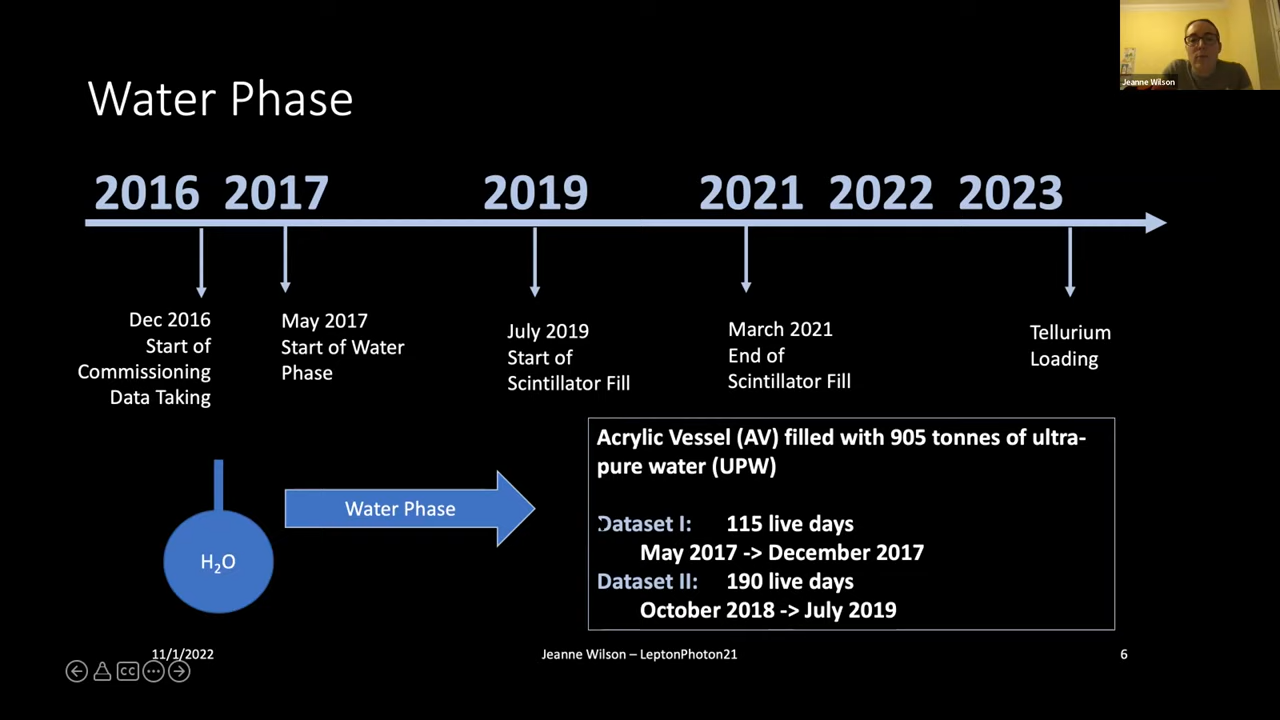 Jeanne Wilson
Water Phase
2016 2017 2019 2021 2022 2023
Dec 2016
Start of
Commissioning
Data Taking
May 2017
Start of Water
Phase
July 2019
Start of
Scintillator Fill
March 2021
End of
Scintillator Fill
Tellurium
Loading
H₂O
Water Phase
Acrylic Vessel (AV) filled with 905 tonnes of ultra-
pure water (UPW)
Dataset I: 115 live days
May 2017 -> December 2017
Dataset II: 190 live days
October 2018 -> July 2019
11/1/2022
Jeanne Wilson – LeptonPhoton21
6
CC